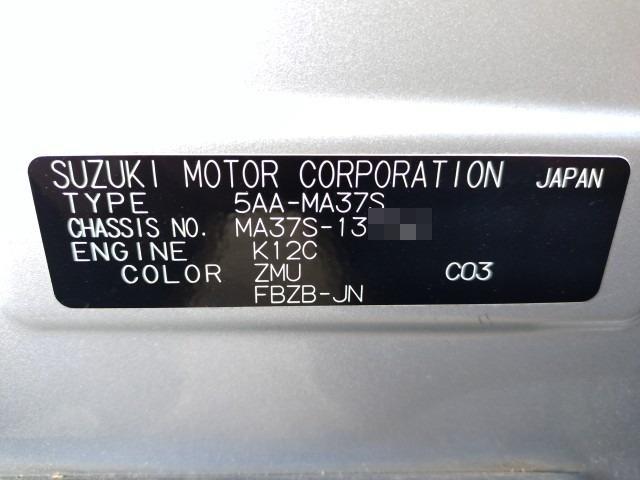 SUZUKI MOTOR CORPORATION JAPAN
TYPE 5AA-MA37S
CHASSIS NO. MA37S-13
ENGINE K12C
COLOR ZMU C03
FBZB-JN